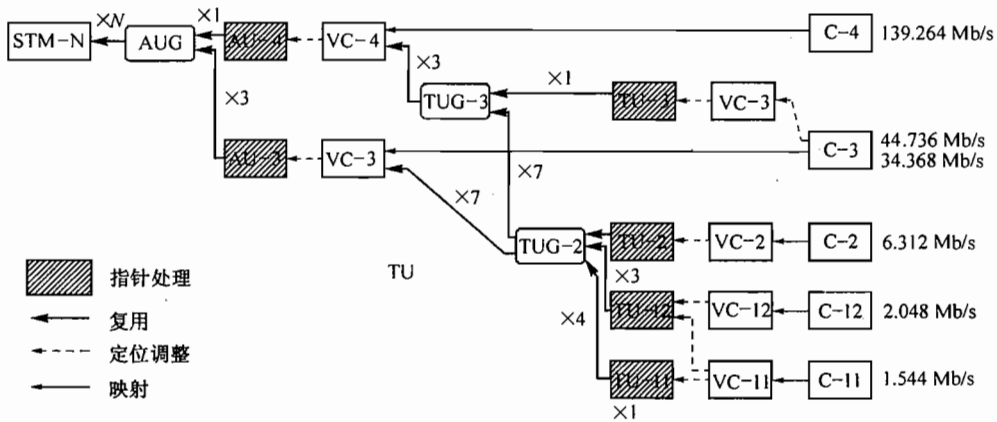 ×N
×1
STM-N
AUG
AU-4
VC-4
C-4
139.264 Mb/s
×3
×1
TUG-3
TU-3
VC-3
×3
44.736 Mb/s
C-3
34.368 Mb/s
AU-3
VC-3
×7
×7
TUG-2
TU-2
VC-2
C-2
6.312 Mb/s
TU
×3
指针处理
TU-12
VC-12
C-12
2.048 Mb/s
×4
复用
定位调整
TU-11
VC-11
C-11
1.544 Mb/s
映射
×1